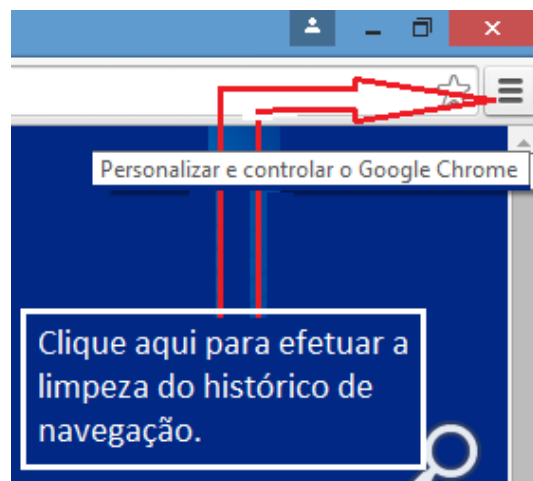 Personalizar e controlar o Google Chrome
Clique aqui para efetuar a
limpeza do histórico de
navegação.